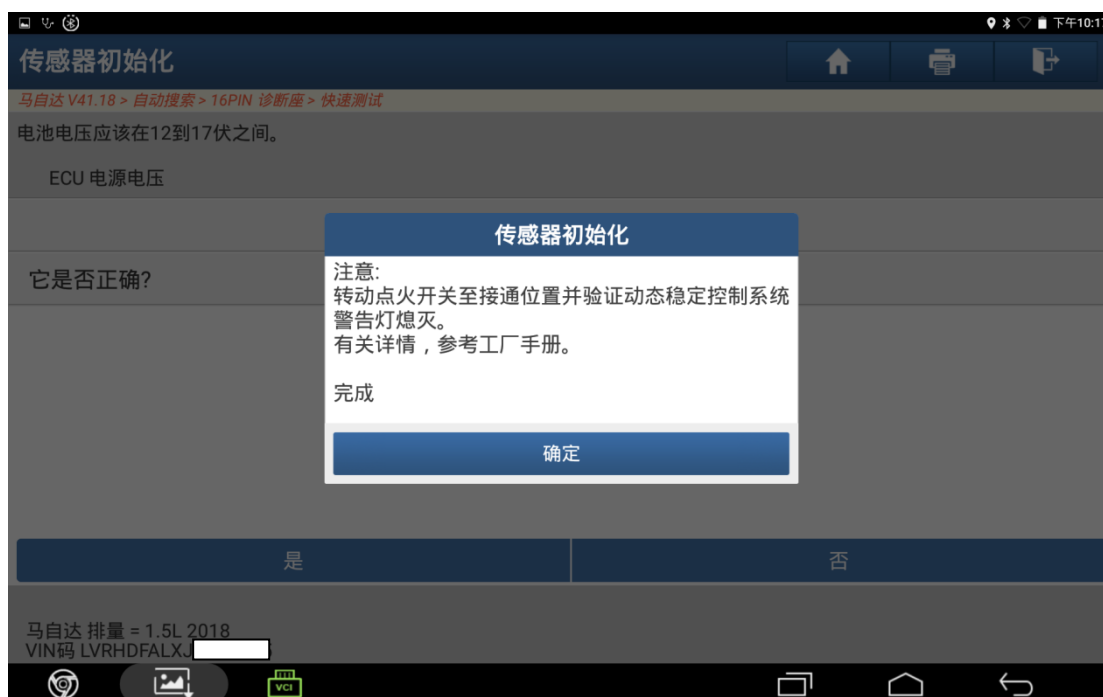 下午10:17
传感器初始化
马自达 V41.18 > 自动搜索 > 16PIN 诊断座 > 快速测试
电池电压应该在12到17伏之间。
ECU 电源电压
它是否正确?
传感器初始化
注意:
转动点火开关至接通位置并验证动态稳定控制系统
警告灯熄灭。
有关详情，参考工厂手册。
完成
确定
是
否
马自达 排量 = 1.5L 2018
VIN码 LVRHDFALXJ
VCI